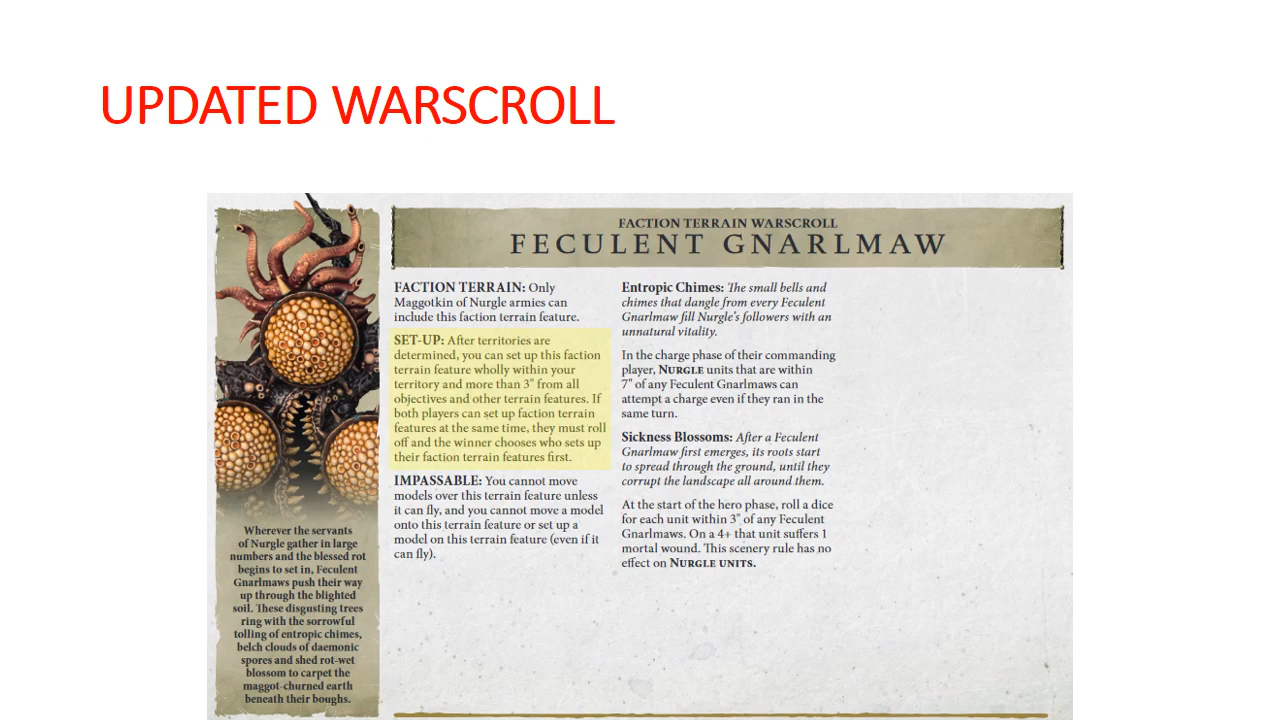 UPDATED WARSCROLL
FACTION TERRAIN WARSCROLL
FECULENT GNARLMAW
FACTION TERRAIN: Only
Maggotkin of Nurgle armies can
include this faction terrain feature.
SET-UP: After territories are
determined, you can set up this faction
terrain feature wholly within your
territory and more than 3" from all
objectives and other terrain features. If
both players can set up faction terrain
features at the same time, they must roll
off and the winner chooses who sets up
their faction terrain features first.
IMPASSABLE: You cannot move
models over this terrain feature unless
it can fly, and you cannot move a model
onto this terrain feature or set up a
model on this terrain feature (even if it
can fly).
Entropic Chimes: The small bells and
chimes that dangle from every Feculent
Gnarlmaw fill Nurgle's followers with an
unnatural vitality.
In the charge phase of their commanding
player, NURGLE units that are within
7" of any Feculent Gnarlmaws can
attempt a charge even if they ran in the
same turn.
Sickness Blossoms: After a Feculent
Gnarlmaw first emerges, its roots start
to spread through the ground, until they
corrupt the landscape all around them.
At the start of the hero phase, roll a dice
for each unit within 3" of any Feculent
Gnarlmaws. On a 4+ that unit suffers 1
mortal wound. This scenery rule has no
effect on NURGLE UNITS.
Wherever the servants
of Nurgle gather in large
numbers and the blessed rot
begins to set in, Feculent
Gnarlmaws push their way
up through the blighted
soil. These disgusting trees
ring with the sorrowful
tolling of entropic chimes,
belch clouds of daemonic
spores and shed rot-wet
blossom to carpet the
maggot-churned earth
beneath their boughs.